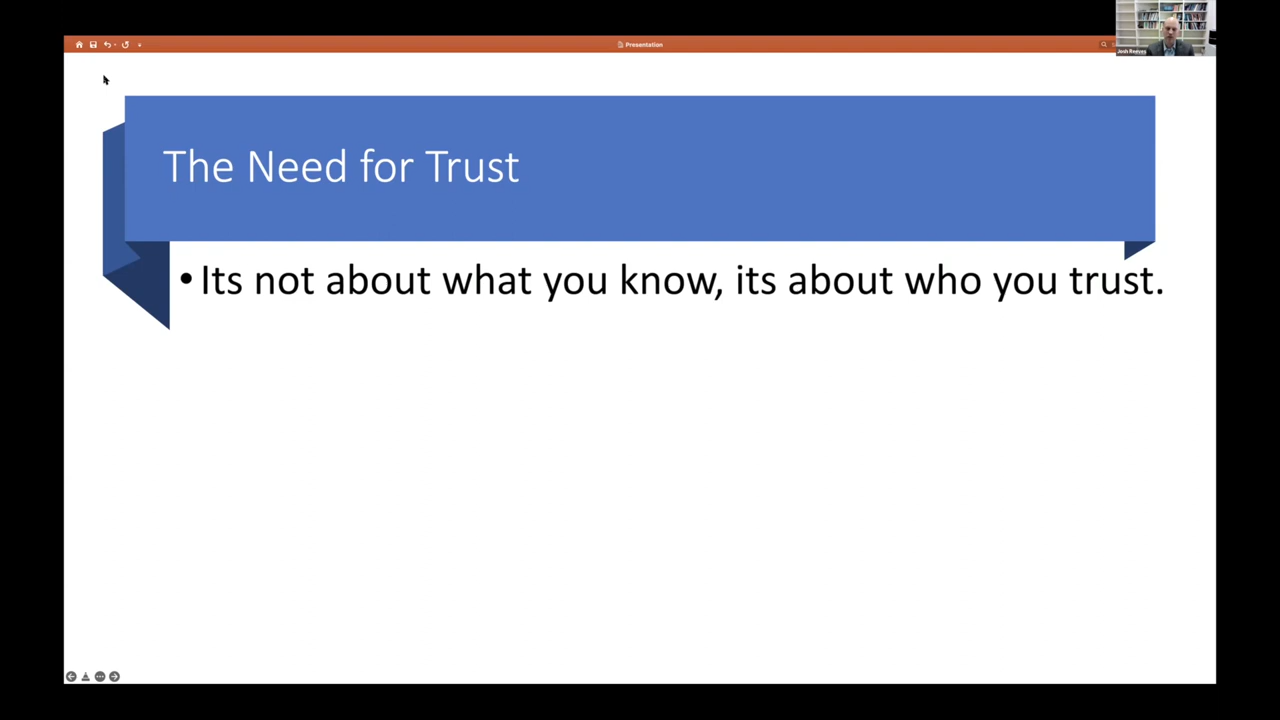 Presentation
Josh Reeves
The Need for Trust
• Its not about what you know, its about who you trust.